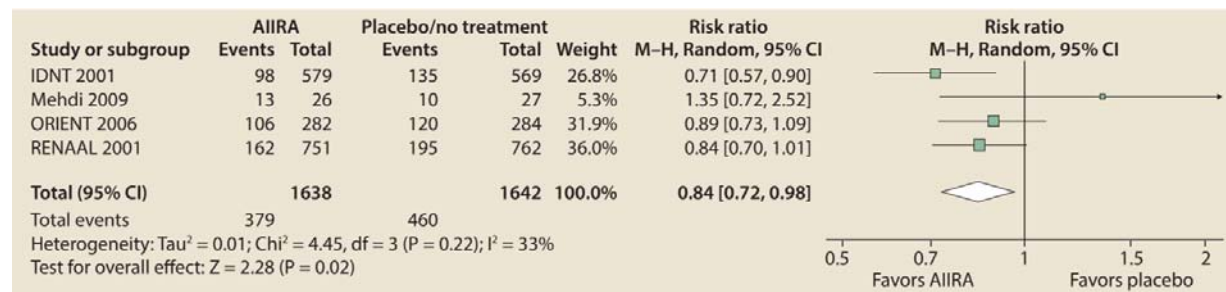 AIIRA Placebo/no treatment Risk ratio Risk ratio
Study or subgroup Events Total Events Total Weight M–H, Random, 95% CI M–H, Random, 95% CI
IDNT 2001 98 579 135 569 26.8% 0.71 [0.57, 0.90]
Mehdi 2009 13 26 10 27 5.3% 1.35 [0.72, 2.52]
ORIENT 2006 106 282 120 284 31.9% 0.89 [0.73, 1.09]
RENAAL 2001 162 751 195 762 36.0% 0.84 [0.70, 1.01]
Total (95% CI) 1638 1642 100.0% 0.84 [0.72, 0.98]
Total events 379 460
Heterogeneity: Tau² = 0.01; Chi² = 4.45, df = 3 (P = 0.22); I² = 33%
Test for overall effect: Z = 2.28 (P = 0.02)
0.5 0.7 1 1.5 2
Favors AIIRA Favors placebo